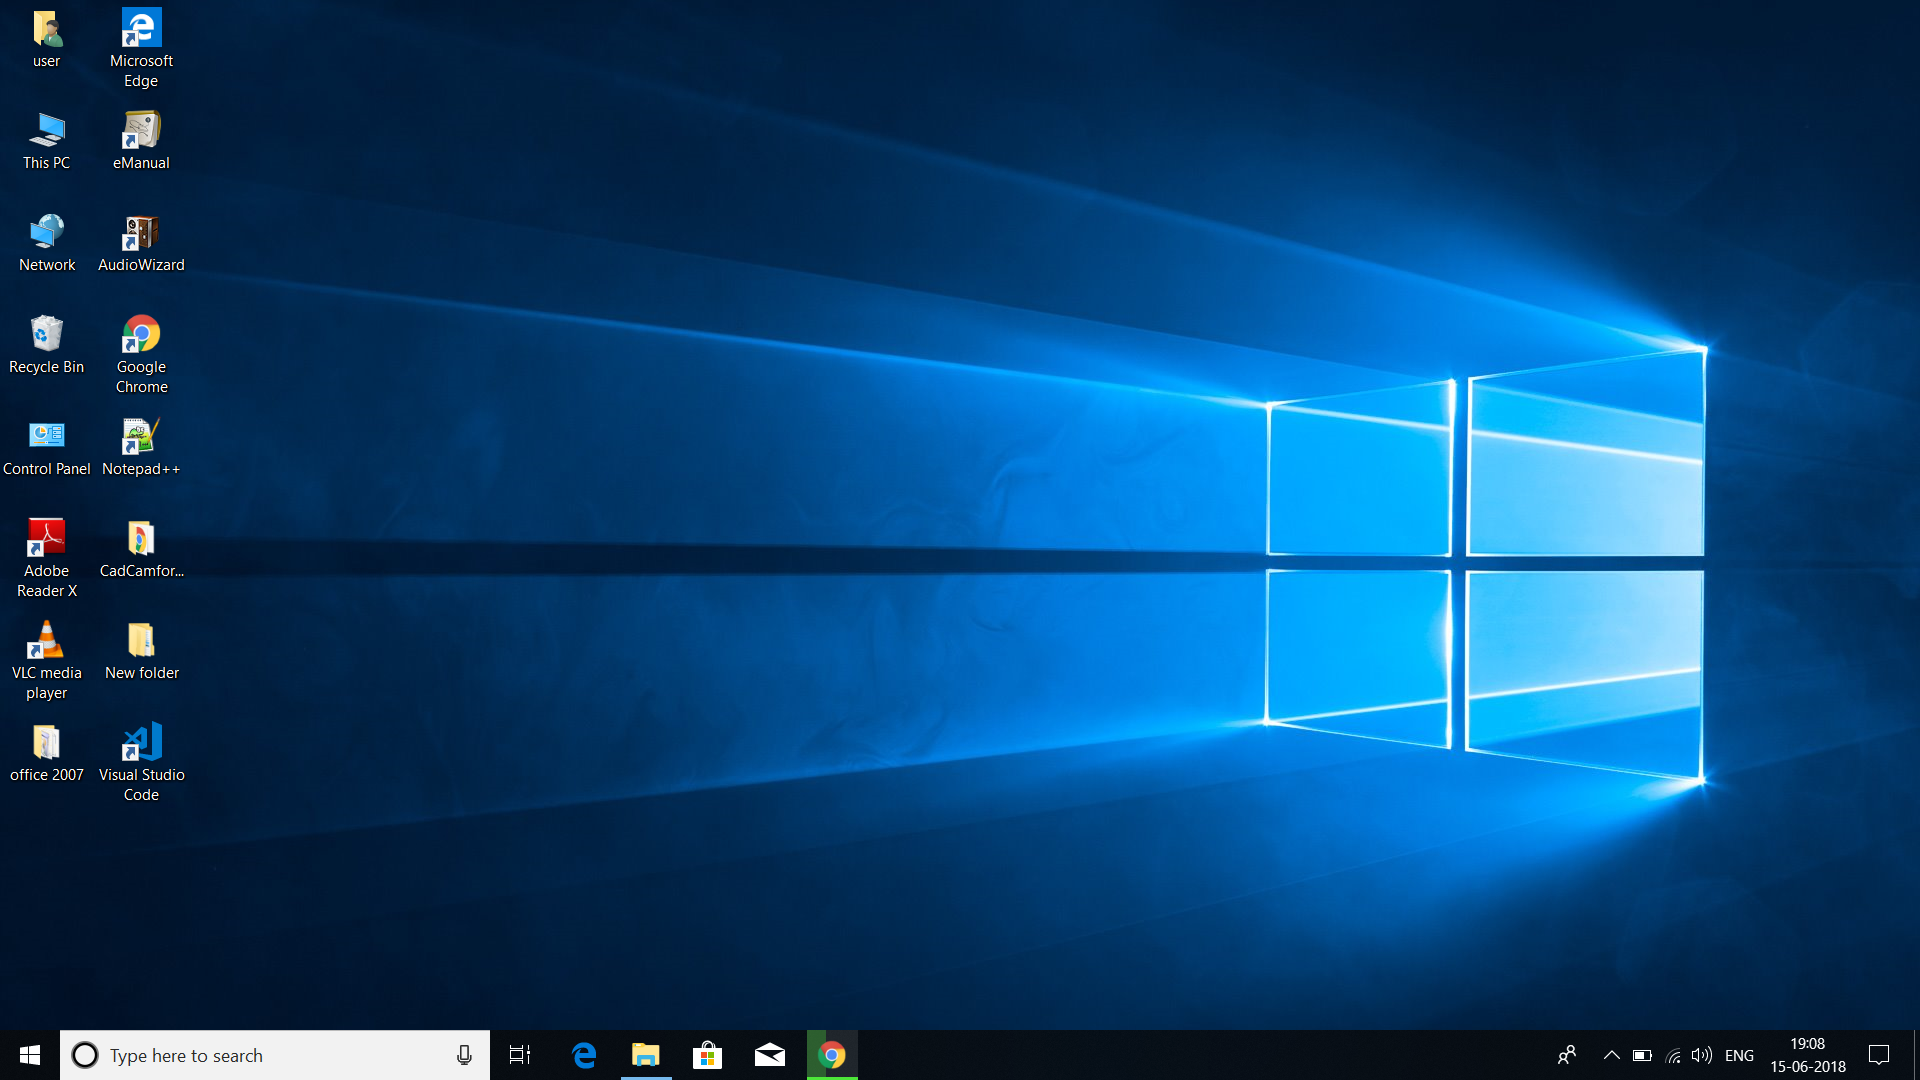 user
Microsoft
Edge
This PC
eManual
Network
AudioWizard
Recycle Bin
Google
Chrome
Control Panel
Notepad++
Adobe
Reader X
CadCamfor...
VLC media
player
New folder
office 2007
Visual Studio
Code
Type here to search
ENG
19:08
15-06-2018